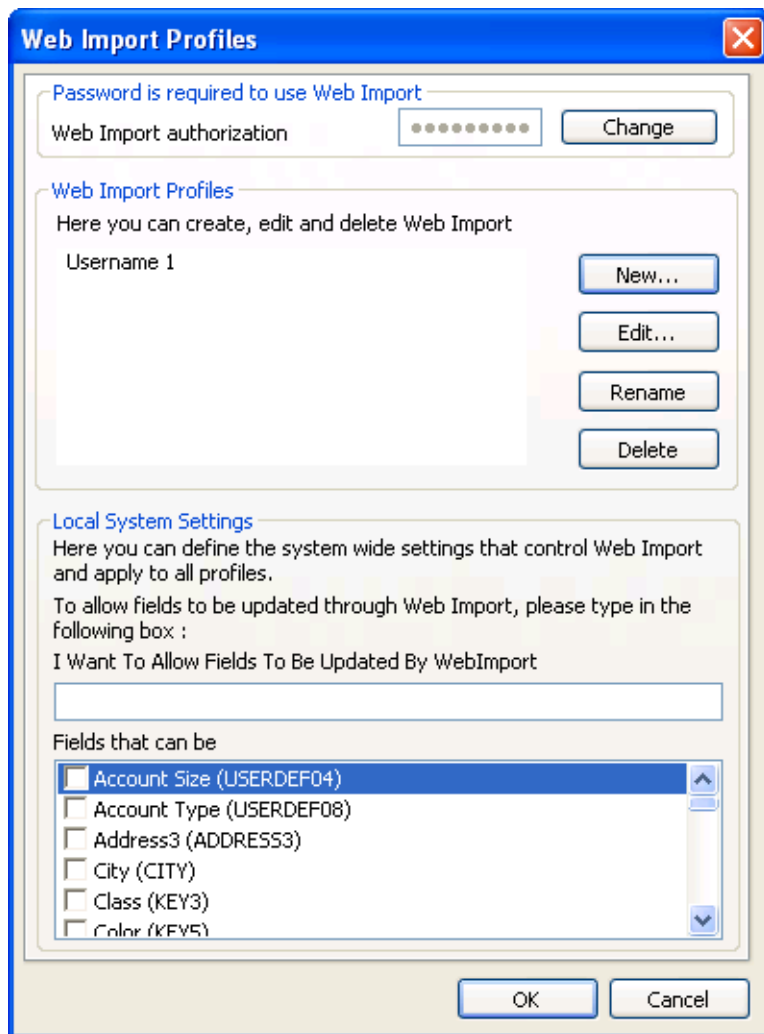 Web Import Profiles
Password is required to use Web Import
Web Import authorization ●●●●●●●●● Change
Web Import Profiles
Here you can create, edit and delete Web Import
Username 1
New...
Edit...
Rename
Delete
Local System Settings
Here you can define the system wide settings that control Web Import
and apply to all profiles.
To allow fields to be updated through Web Import, please type in the
following box :
I Want To Allow Fields To Be Updated By WebImport
Fields that can be
Account Size (USERDEF04)
Account Type (USERDEF08)
Address3 (ADDRESS3)
City (CITY)
Class (KEY3)
Color (KEY5)
OK Cancel